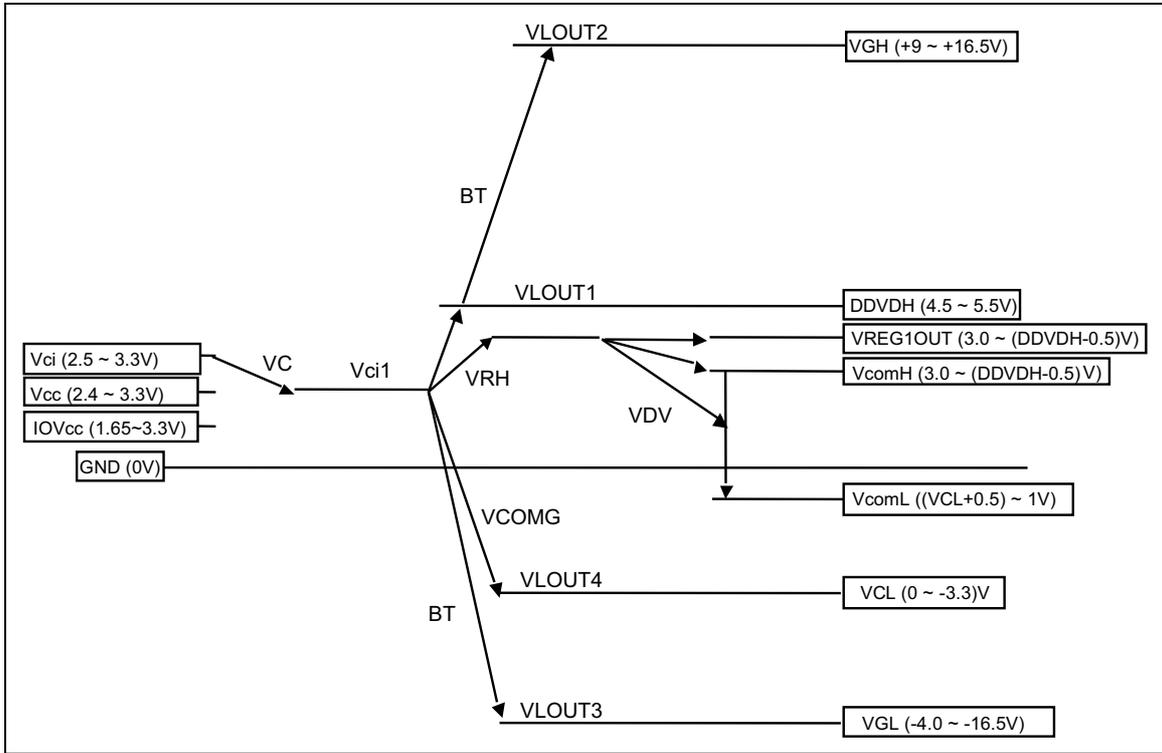 VLOUT2
VGH (+9 ~ +16.5V)
BT
VLOUT1
DDVDH (4.5 ~ 5.5V)
VREG1OUT (3.0 ~ (DDVDH-0.5)V)
Vci (2.5 ~ 3.3V)
VC
Vci1
VRH
VcomH (3.0 ~ (DDVDH-0.5)V)
Vcc (2.4 ~ 3.3V)
VDV
IOVcc (1.65~3.3V)
GND (0V)
VcomL ((VCL+0.5) ~ 1V)
VCOMG
VLOUT4
VCL (0 ~ -3.3)V
BT
VLOUT3
VGL (-4.0 ~ -16.5V)